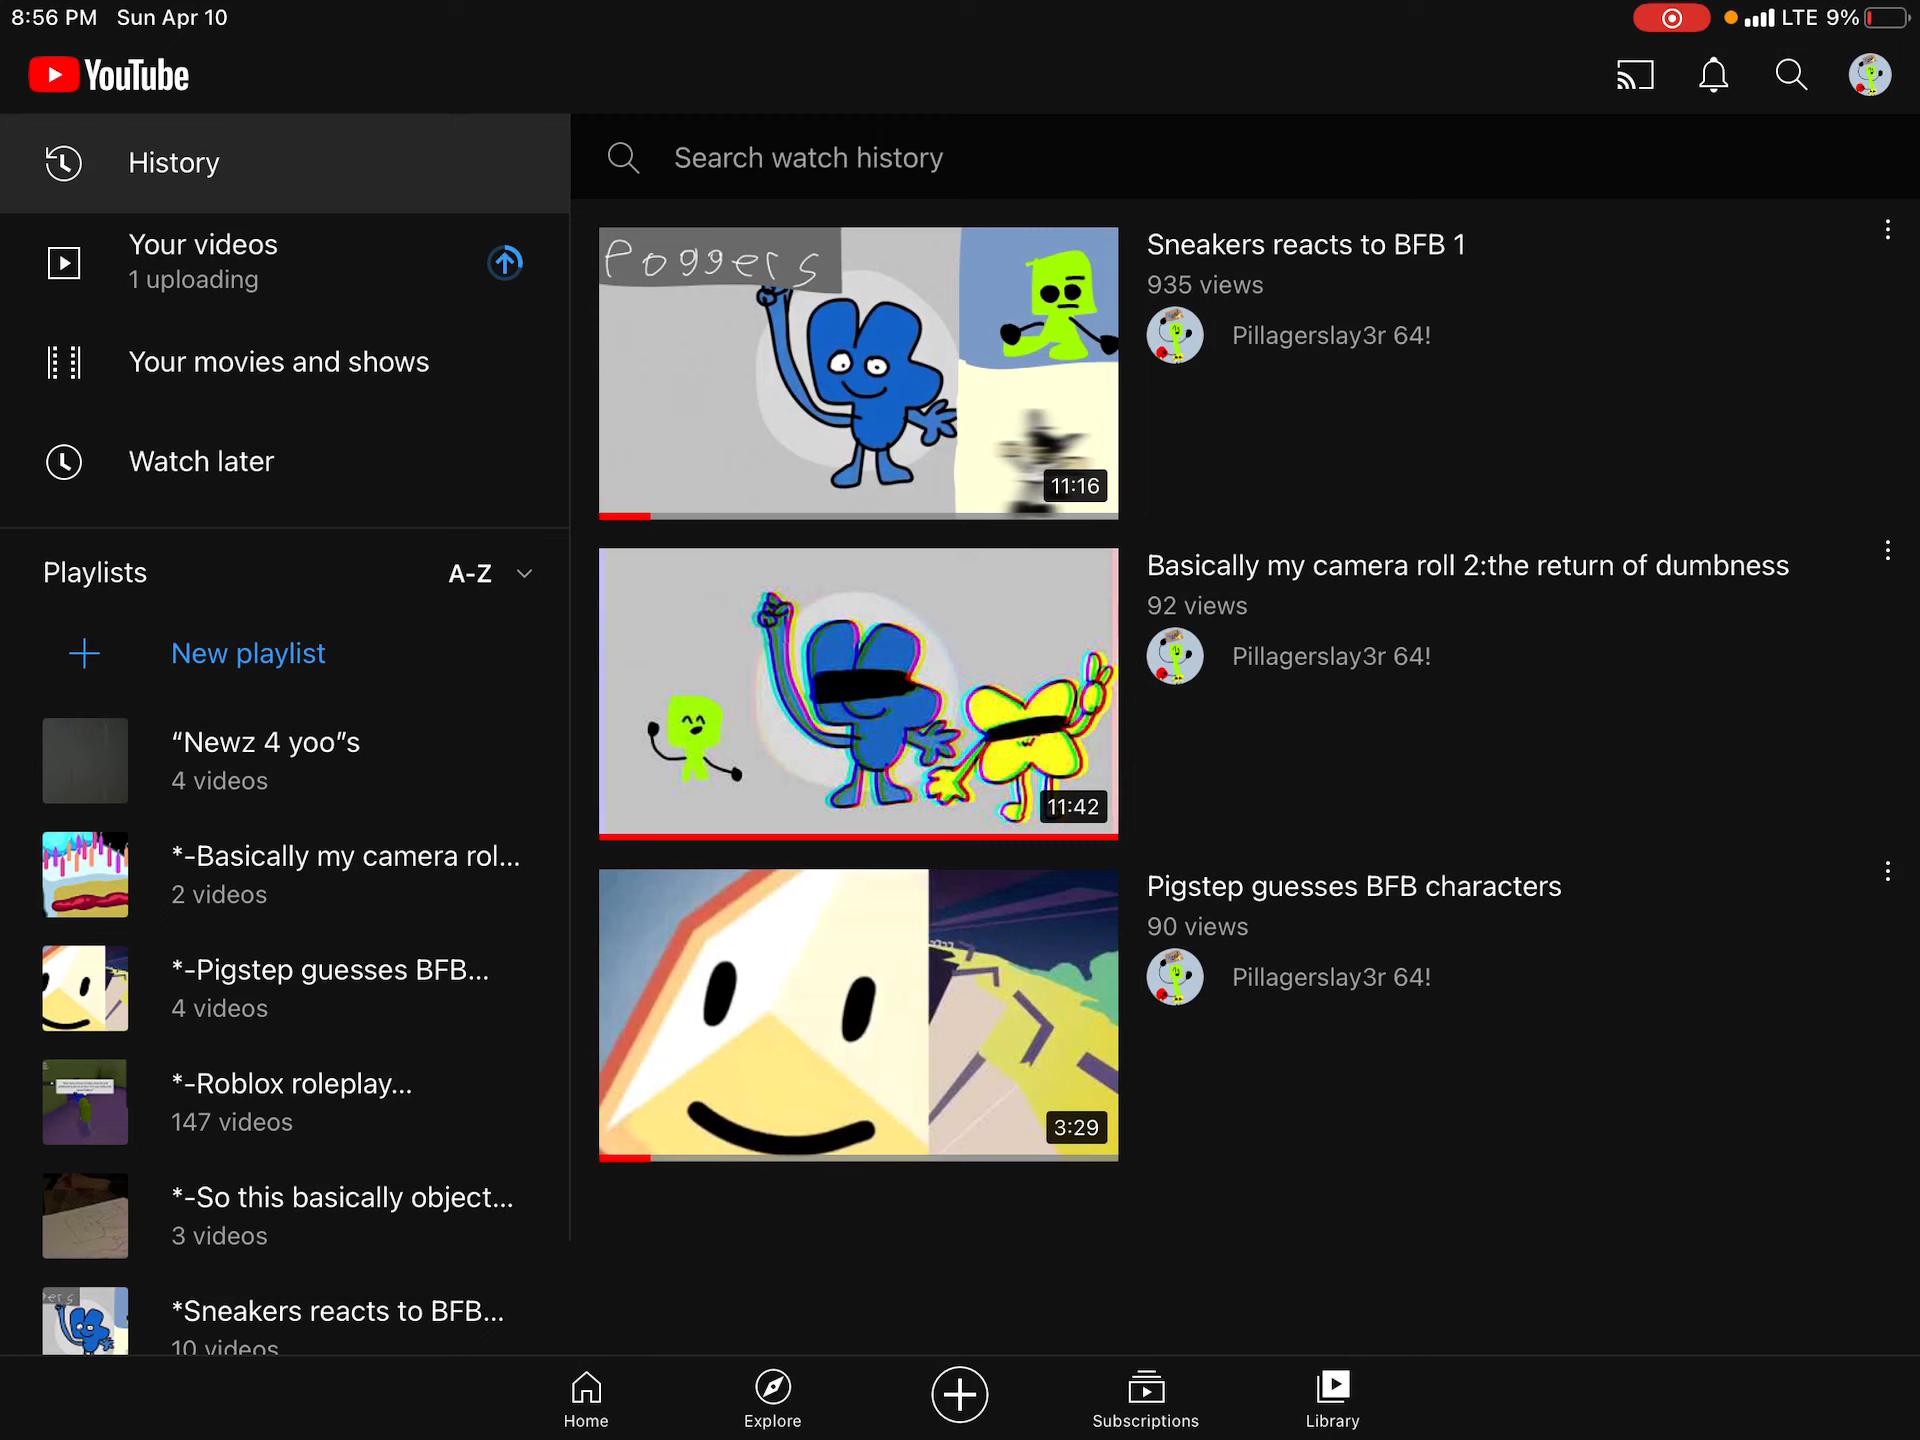 8:56 PM Sun Apr 10
LTE 9%
YouTube
History
Your videos
1 uploading
Your movies and shows
Watch later
Playlists
A-Z
New playlist
“Newz 4 yoo”s
4 videos
*-Basically my camera rol...
2 videos
*-Pigstep guesses BFB...
4 videos
*-Roblox roleplay...
147 videos
*-So this basically object...
3 videos
*Sneakers reacts to BFB...
10 videos
Search watch history
Poggers
11:16
Sneakers reacts to BFB 1
935 views
Pillagerslay3r 64!
11:42
Basically my camera roll 2:the return of dumbness
92 views
Pillagerslay3r 64!
3:29
Pigstep guesses BFB characters
90 views
Pillagerslay3r 64!
Home
Explore
Subscriptions
Library